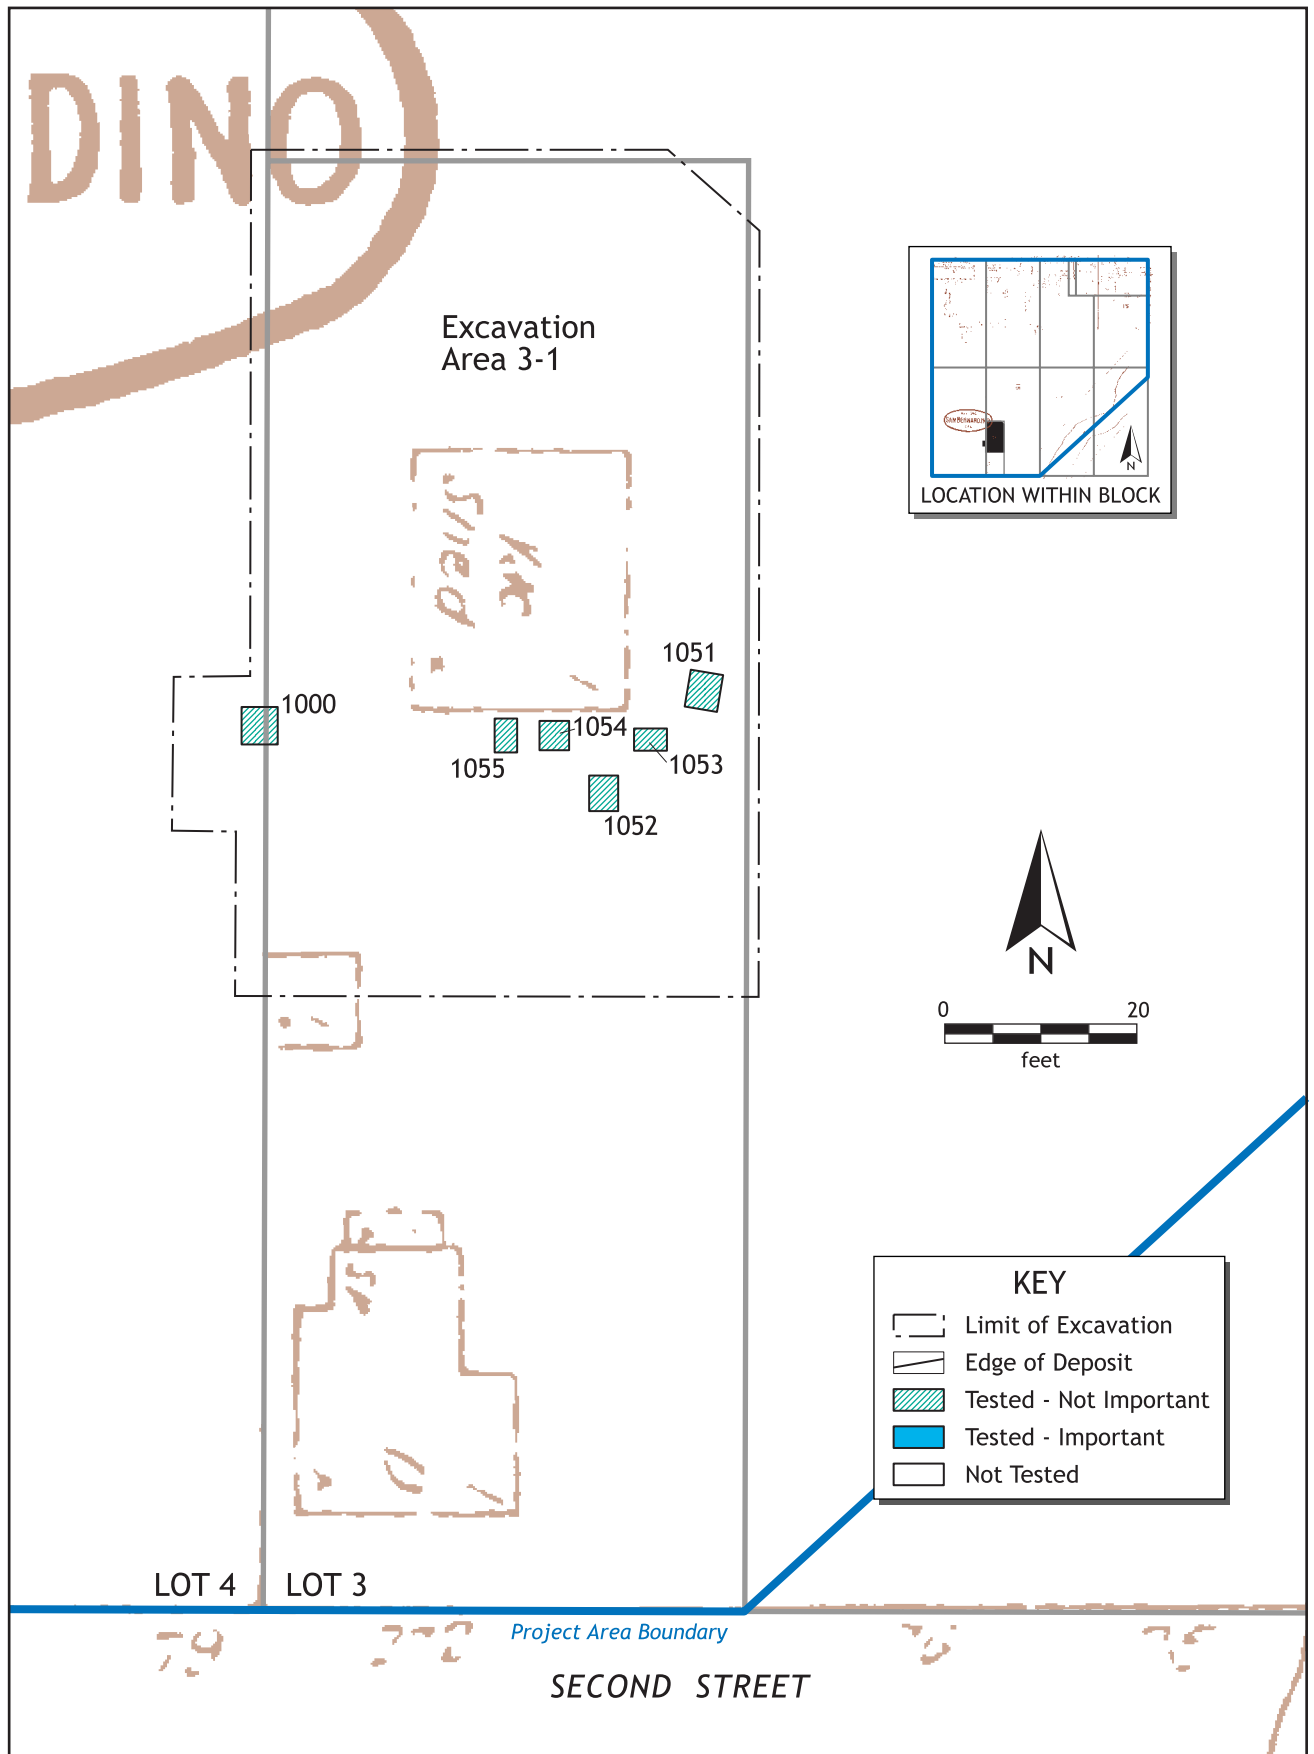 DINO
Excavation
Area 3-1
SAN BERNARDINO
N
LOCATION WITHIN BLOCK
Shed
1051
1000
1054
1055
1053
1052
N
0 20
feet
KEY
Limit of Excavation
Edge of Deposit
Tested - Not Important
Tested - Important
Not Tested
D
LOT 4 LOT 3
Project Area Boundary
SECOND STREET